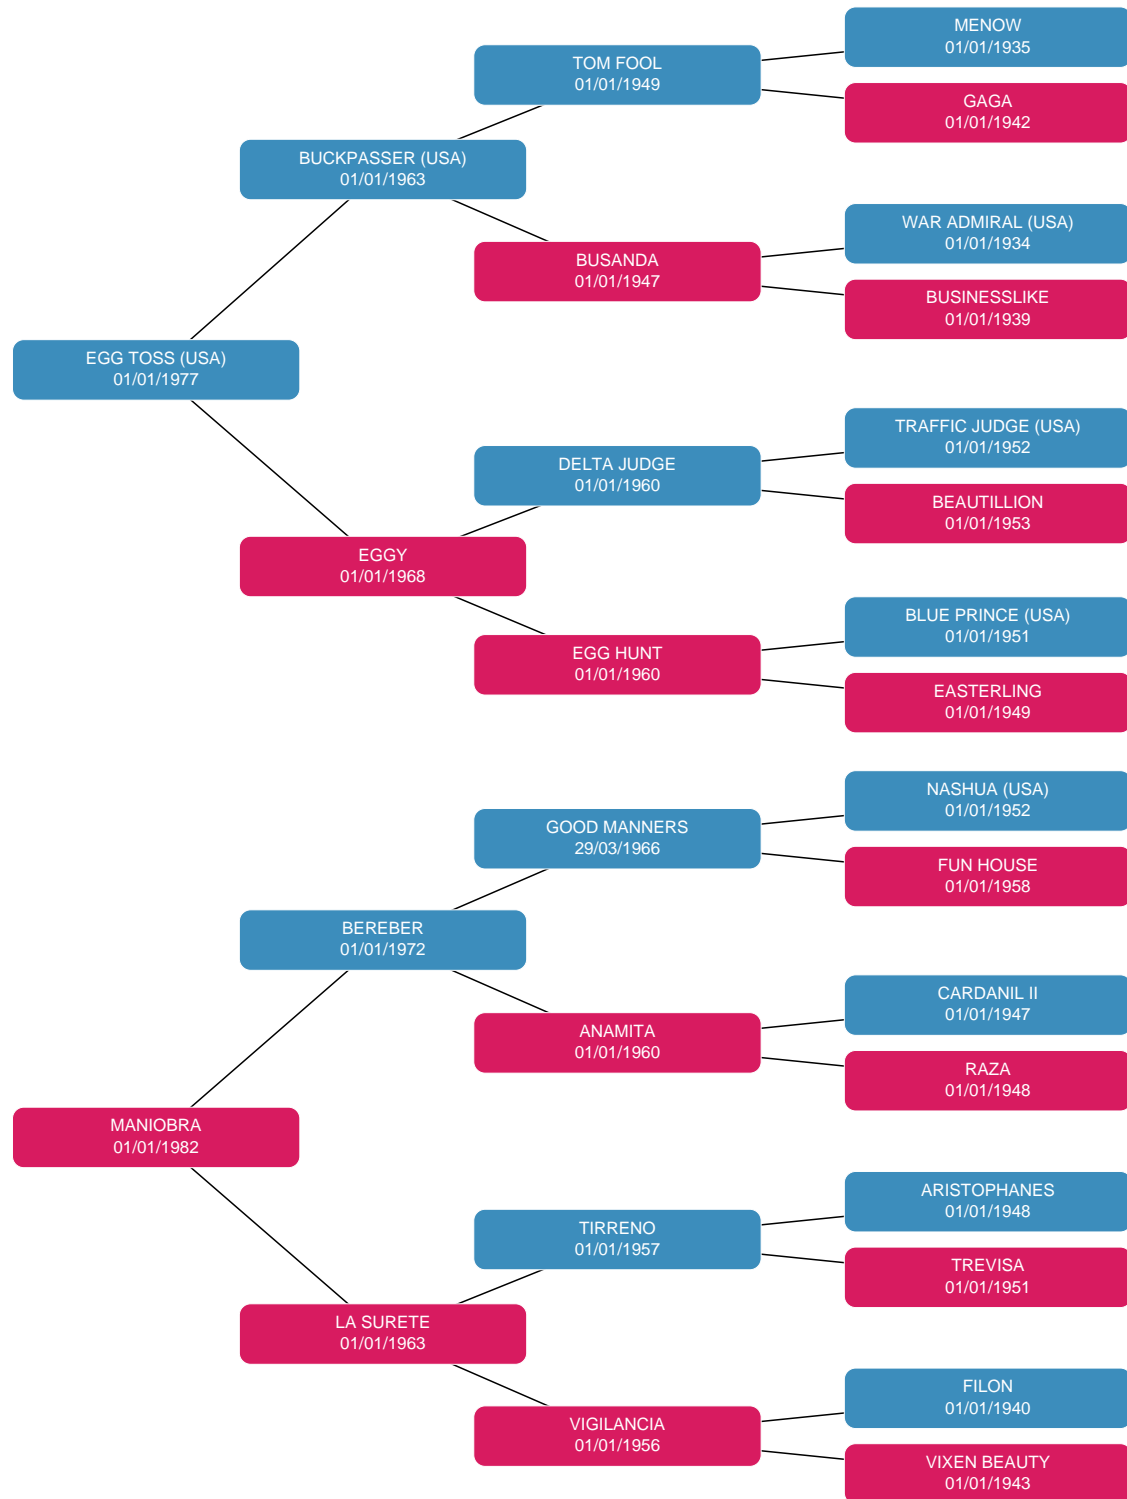 MENOW
01/01/1935
TOM FOOL
01/01/1949
GAGA
01/01/1942
BUCKPASSER (USA)
01/01/1963
WAR ADMIRAL (USA)
01/01/1934
BUSANDA
01/01/1947
BUSINESSLIKE
01/01/1939
EGG TOSS (USA)
01/01/1977
TRAFFIC JUDGE (USA)
01/01/1952
DELTA JUDGE
01/01/1960
BEAUTILLION
01/01/1953
EGGY
01/01/1968
BLUE PRINCE (USA)
01/01/1951
EGG HUNT
01/01/1960
EASTERLING
01/01/1949
NASHUA (USA)
01/01/1952
GOOD MANNERS
29/03/1966
FUN HOUSE
01/01/1958
BEREBER
01/01/1972
CARDANIL II
01/01/1947
ANAMITA
01/01/1960
RAZA
01/01/1948
MANIOBRA
01/01/1982
ARISTOPHANES
01/01/1948
TIRRENO
01/01/1957
TREVISA
01/01/1951
LA SURETE
01/01/1963
FILON
01/01/1940
VIGILANCIA
01/01/1956
VIXEN BEAUTY
01/01/1943